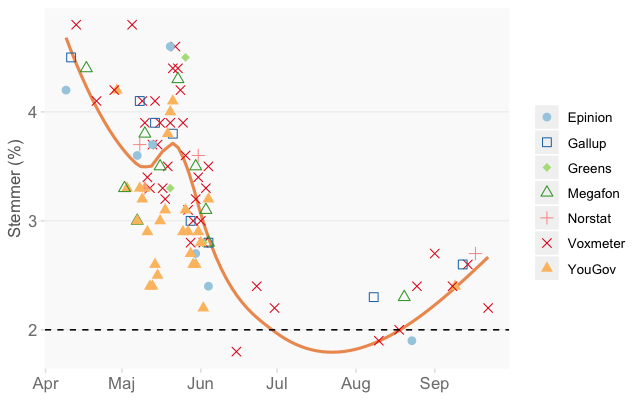 Stemmer (%)
4
3
2
Apr Maj Jun Jul Aug Sep
Epinion
Gallup
Greens
Megafon
Norstat
Voxmeter
YouGov